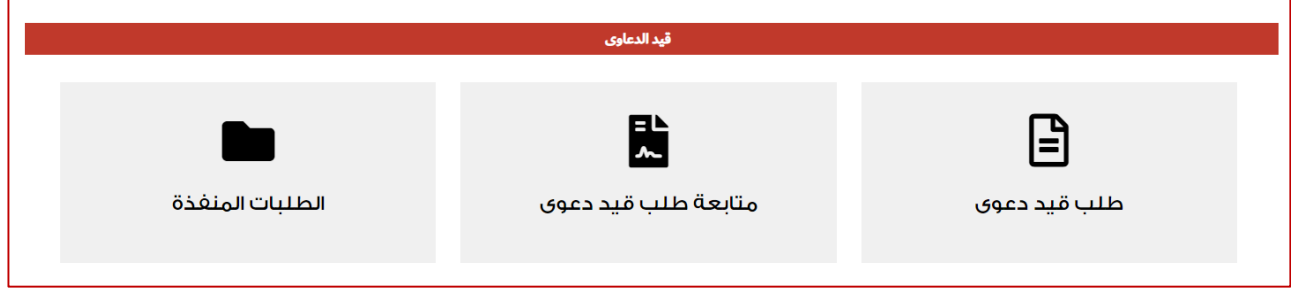 قيد الدعاوى
طلب قيد دعوى
متابعة طلب قيد دعوى
الطلبات المنفذة